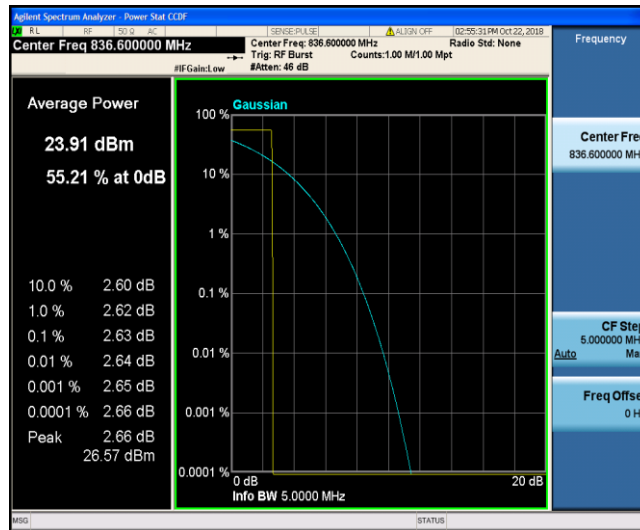 Agilent Spectrum Analyzer - Power Stat CCDF
RL RF 50 Ω AC SENSE:PULSE ALIGN OFF 02:55:31 PM Oct 22, 2018
Center Freq 836.600000 MHz
Center Freq: 836.600000 MHz Radio Std: None
Trig: RF Burst Counts:1.00 M/1.00 Mpt
#IFGain:Low #Atten: 46 dB
Frequency
Average Power
23.91 dBm
55.21 % at 0dB
10.0 % 2.60 dB
1.0 % 2.62 dB
0.1 % 2.63 dB
0.01 % 2.64 dB
0.001 % 2.65 dB
0.0001 % 2.66 dB
Peak 2.66 dB
26.57 dBm
Gaussian
100 %
10 %
1 %
0.1 %
0.01 %
0.001 %
0.0001 %
0 dB 20 dB
Info BW 5.0000 MHz
Center Fre
836.600000 MH
CF Step
5.000000 MH
Auto Ma
Freq Offse
0 H
MSG STATUS